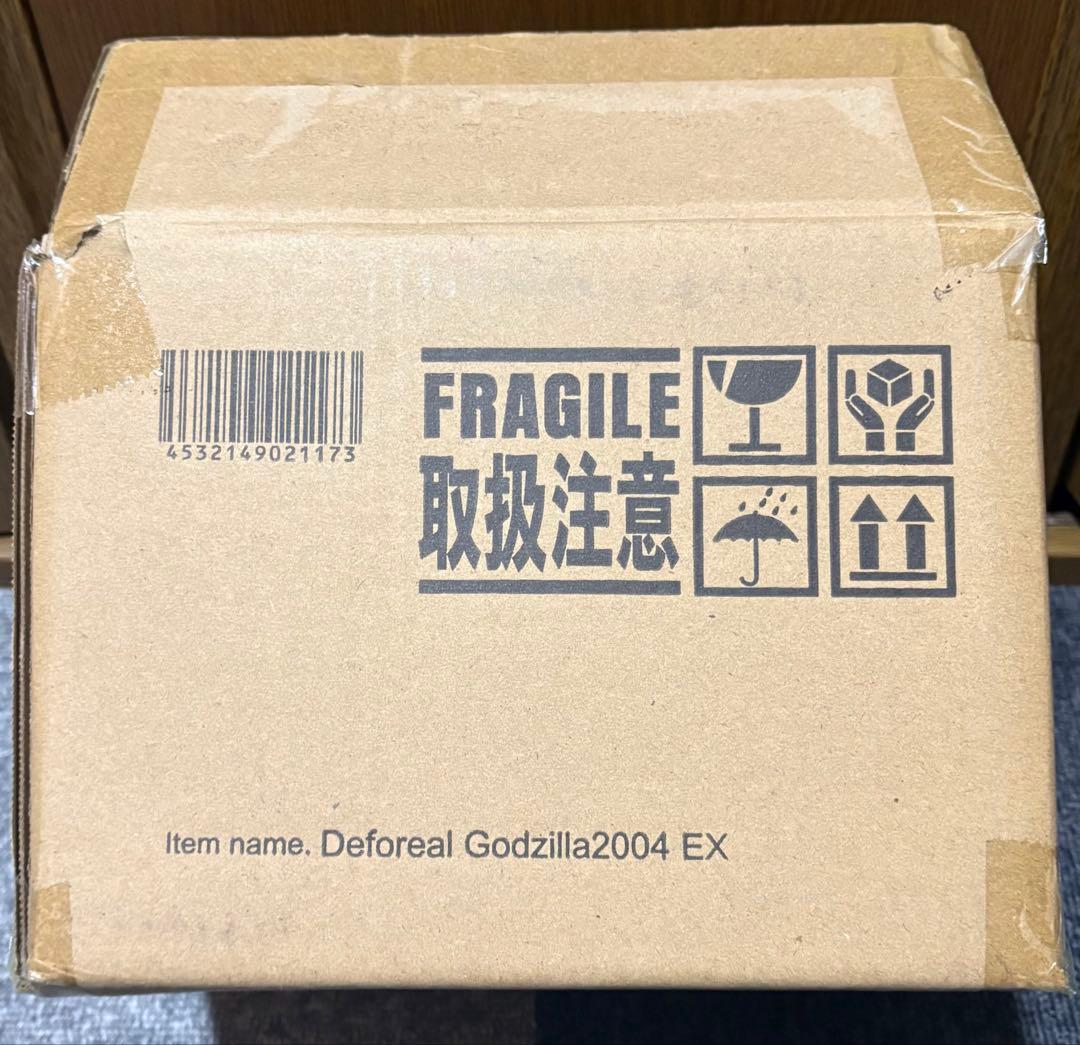 4532149021173
FRAGILE
取扱注意
Item name. Deforeal Godzilla2004 EX